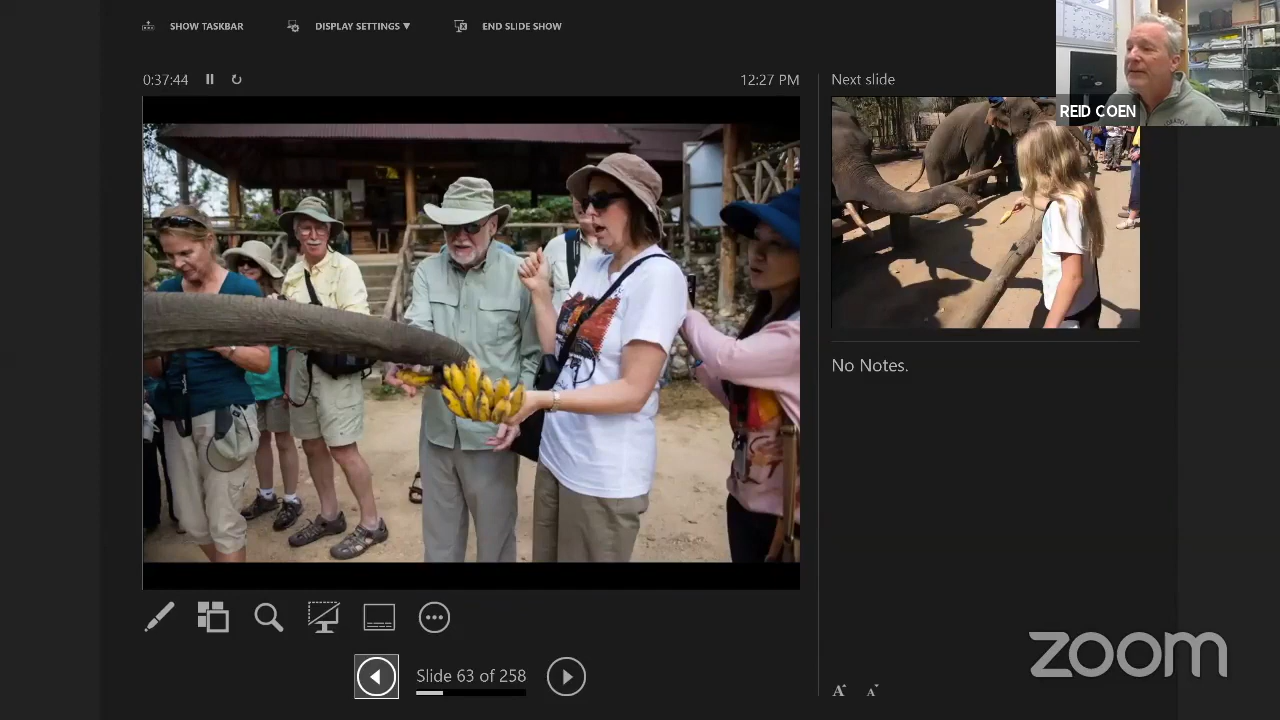 SHOW TASKBAR
DISPLAY SETTINGS ▼
END SLIDE SHOW
0:37:44
12:27 PM
Next slide
REID COEN
No Notes.
Slide 63 of 258
A
A
zoom